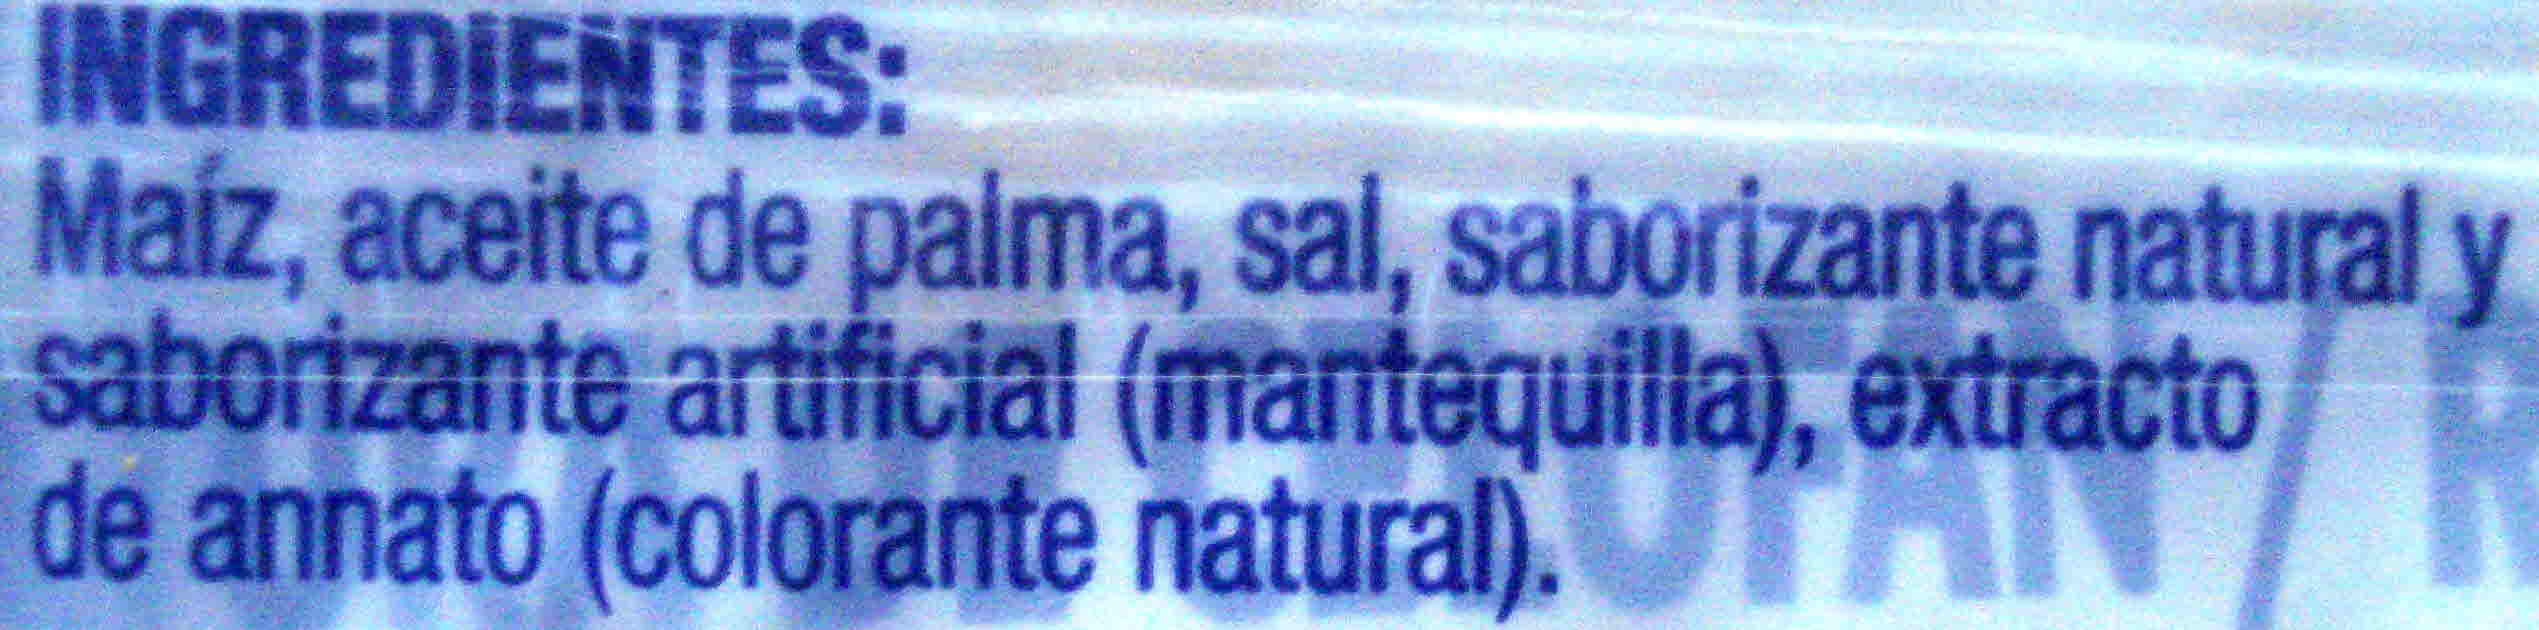 INGREDIENTES:
Maíz, aceite de palma, sal, saborizante natural y
saborizante artificial (mantequilla), extracto
de annato (colorante natural).